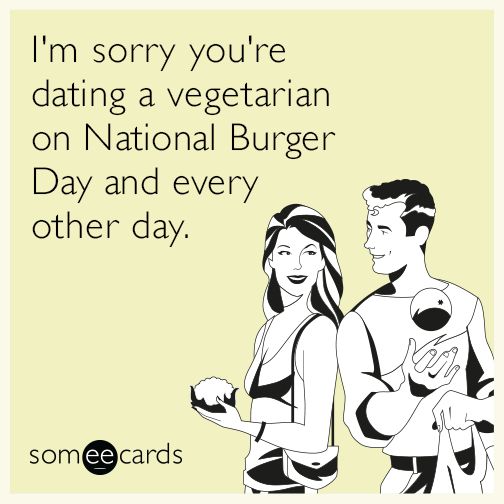 I'm sorry you're
dating a vegetarian
on National Burger
Day and every
other day.
someecards